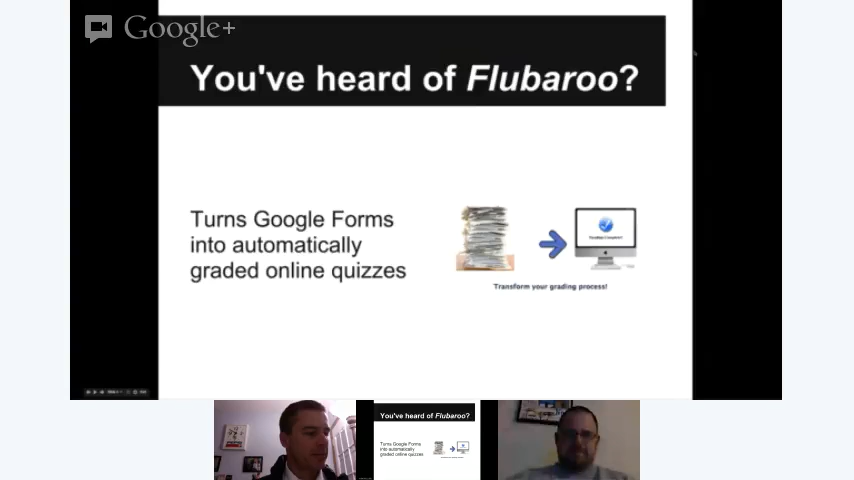 Google+
You've heard of Flubaroo?
Turns Google Forms
into automatically
graded online quizzes
Transform your grading process!
You've heard of Flubaroo?
Turns Google Forms
into automatically
graded online quizzes